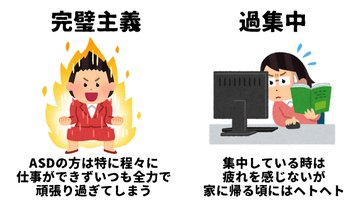 完璧主義
ASDの方は特に程々に
仕事ができずいつも全力で
頑張り過ぎてしまう
過集中
集中している時は
疲れを感じないが
家に帰る頃にはヘトヘト